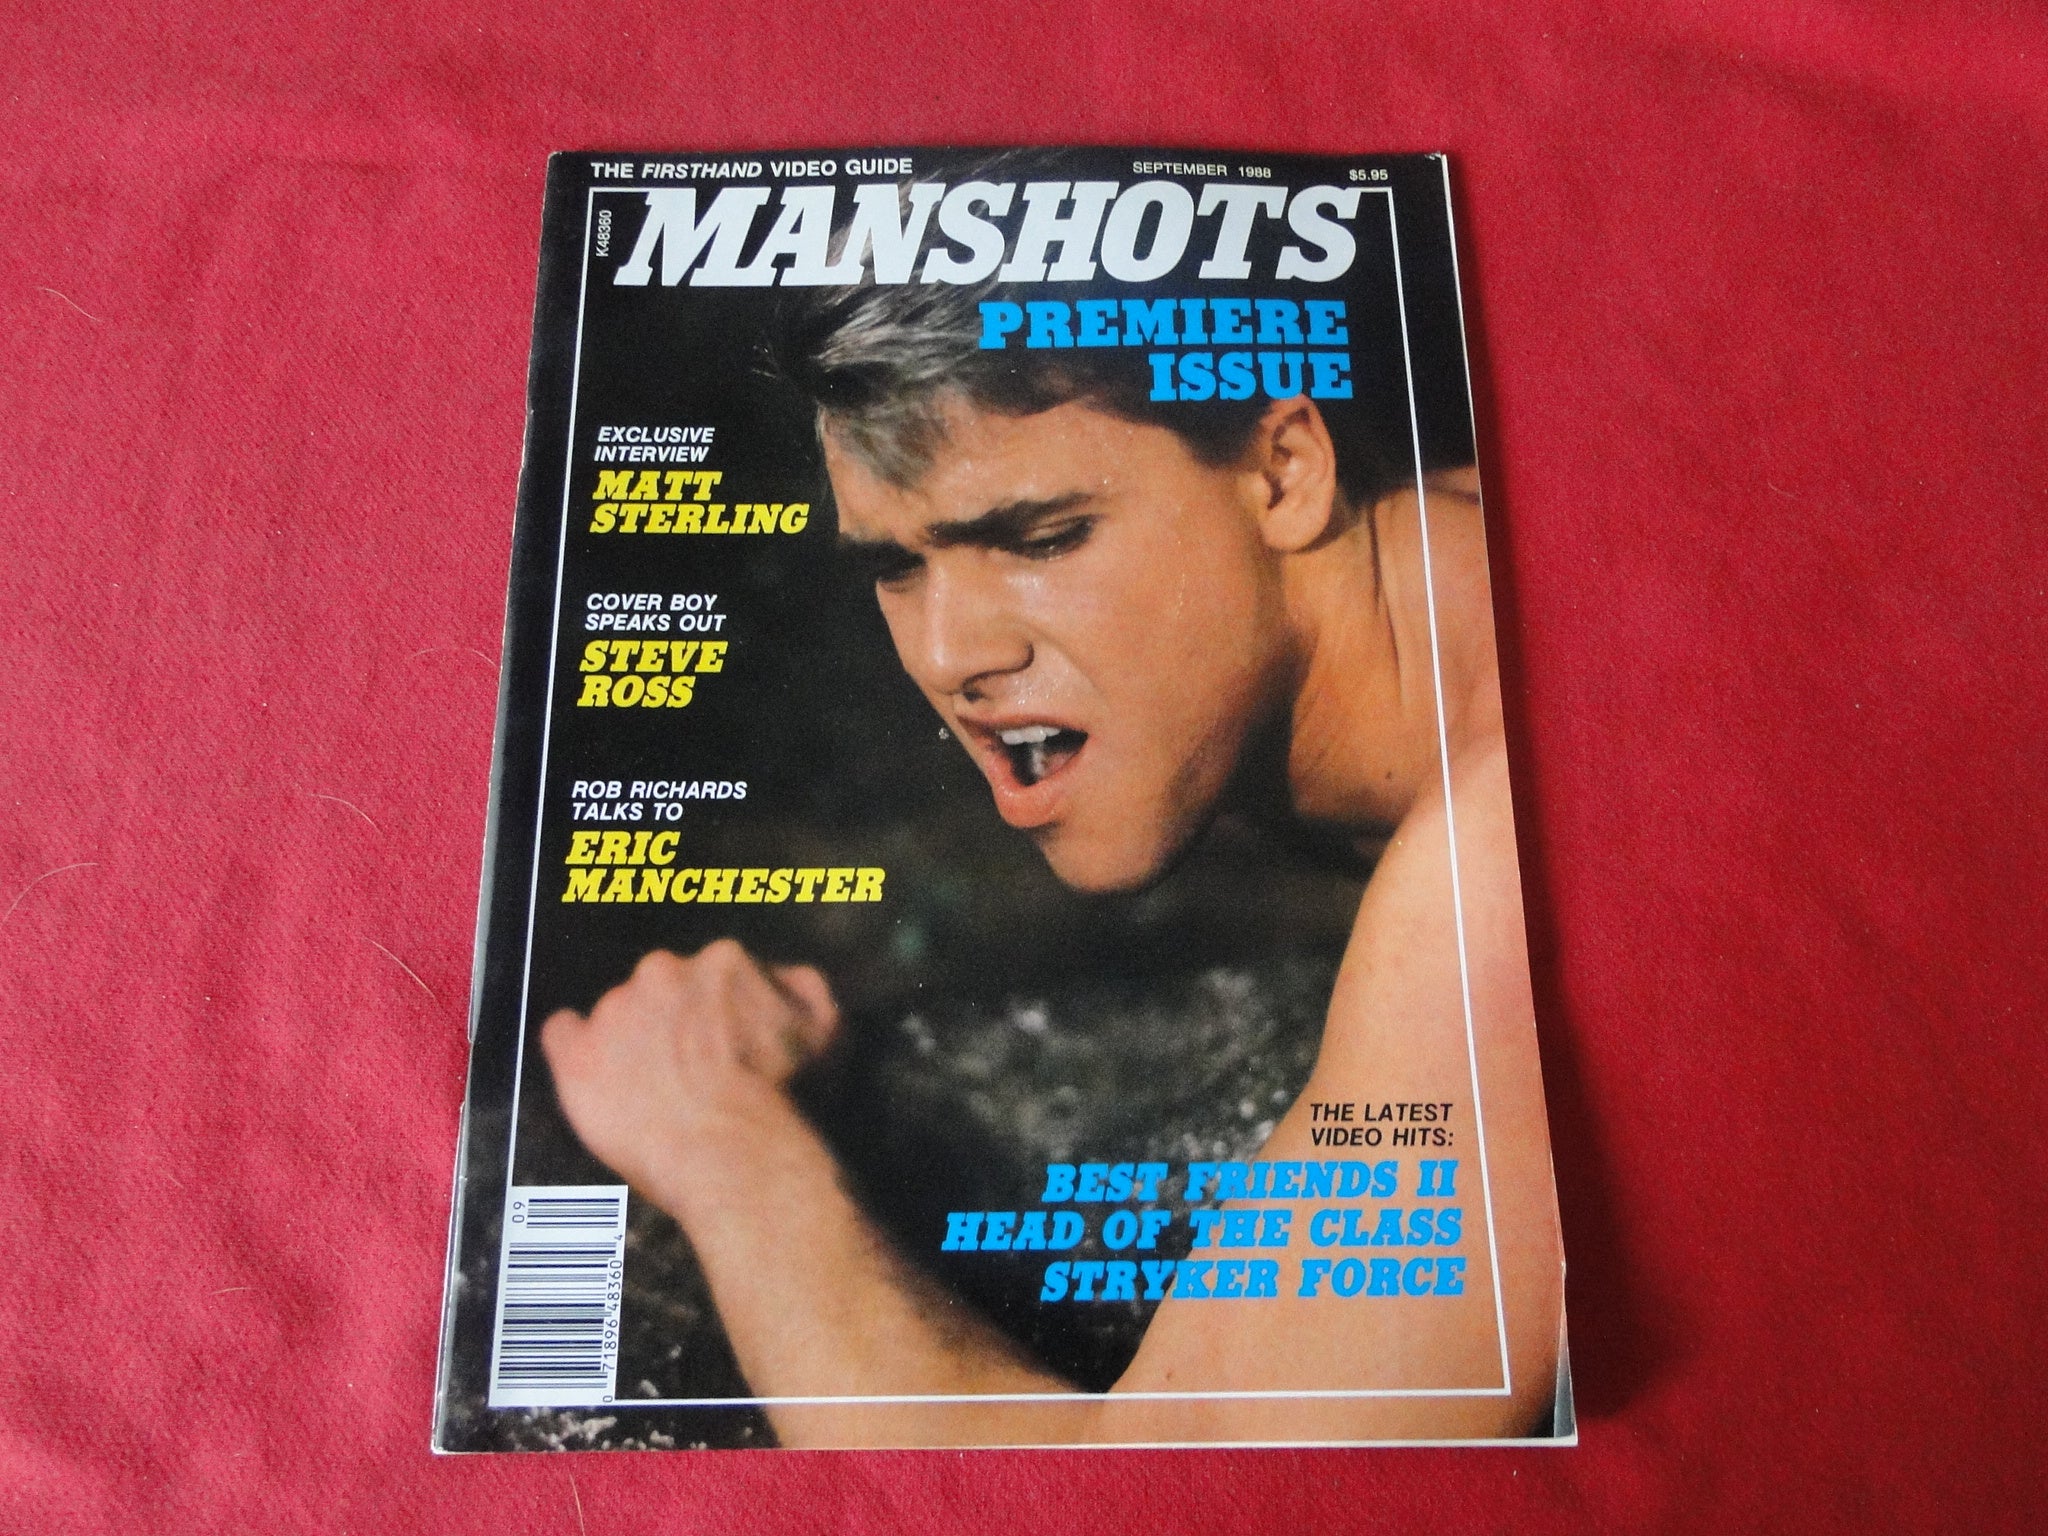 THE FIRSTHAND VIDEO GUIDE
SEPTEMBER 1988
$5.95
K48360
MANSHOTS
PREMIERE
ISSUE
EXCLUSIVE
INTERVIEW
MATT
STERLING
COVER BOY
SPEAKS OUT
STEVE
ROSS
ROB RICHARDS
TALKS TO
ERIC
MANCHESTER
THE LATEST
VIDEO HITS:
BEST FRIENDS II
HEAD OF THE CLASS
STRYKER FORCE
09
0 71896 48360 4